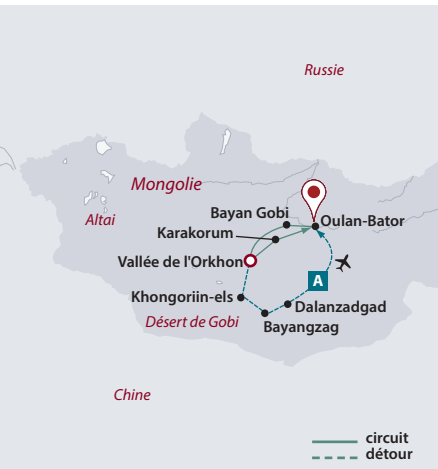 Russie
Mongolie
Altai
Bayan Gobi
Oulan-Bator
Karakorum
Vallée de l'Orkhon
A
Khongoriin-els
Dalanzadgad
Désert de Gobi
Bayangzag
Chine
circuit
détour